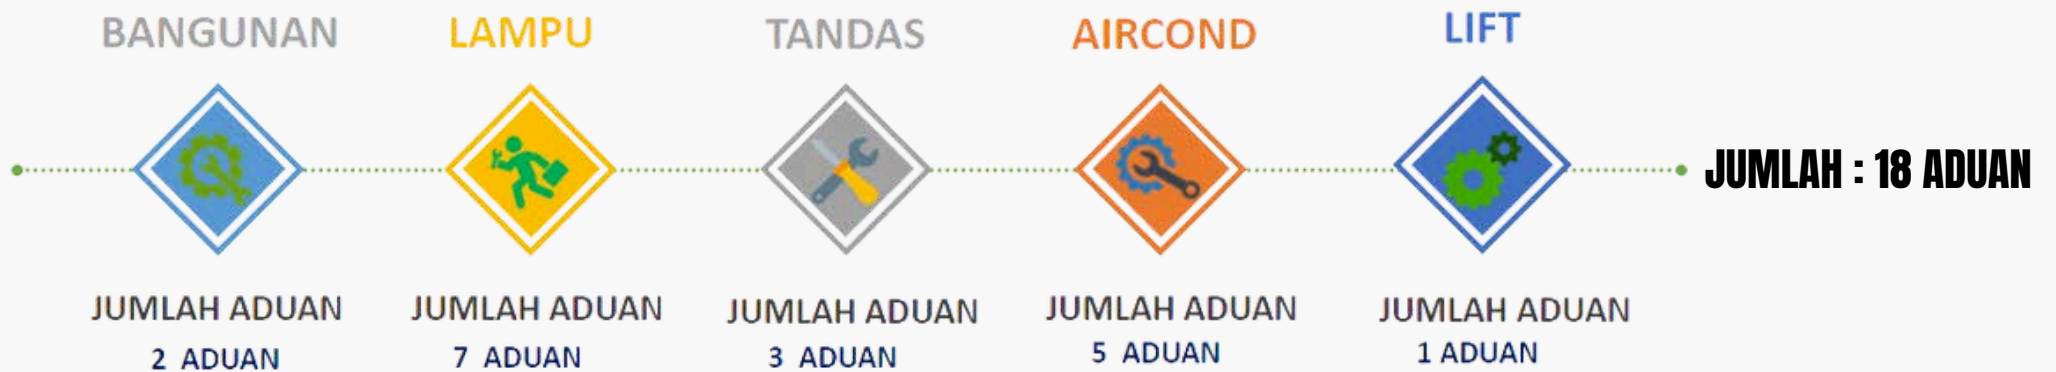 BANGUNAN
LAMPU
TANDAS
AIRCOND
LIFT
JUMLAH : 18 ADUAN
JUMLAH ADUAN
2 ADUAN
JUMLAH ADUAN
7 ADUAN
JUMLAH ADUAN
3 ADUAN
JUMLAH ADUAN
5 ADUAN
JUMLAH ADUAN
1 ADUAN